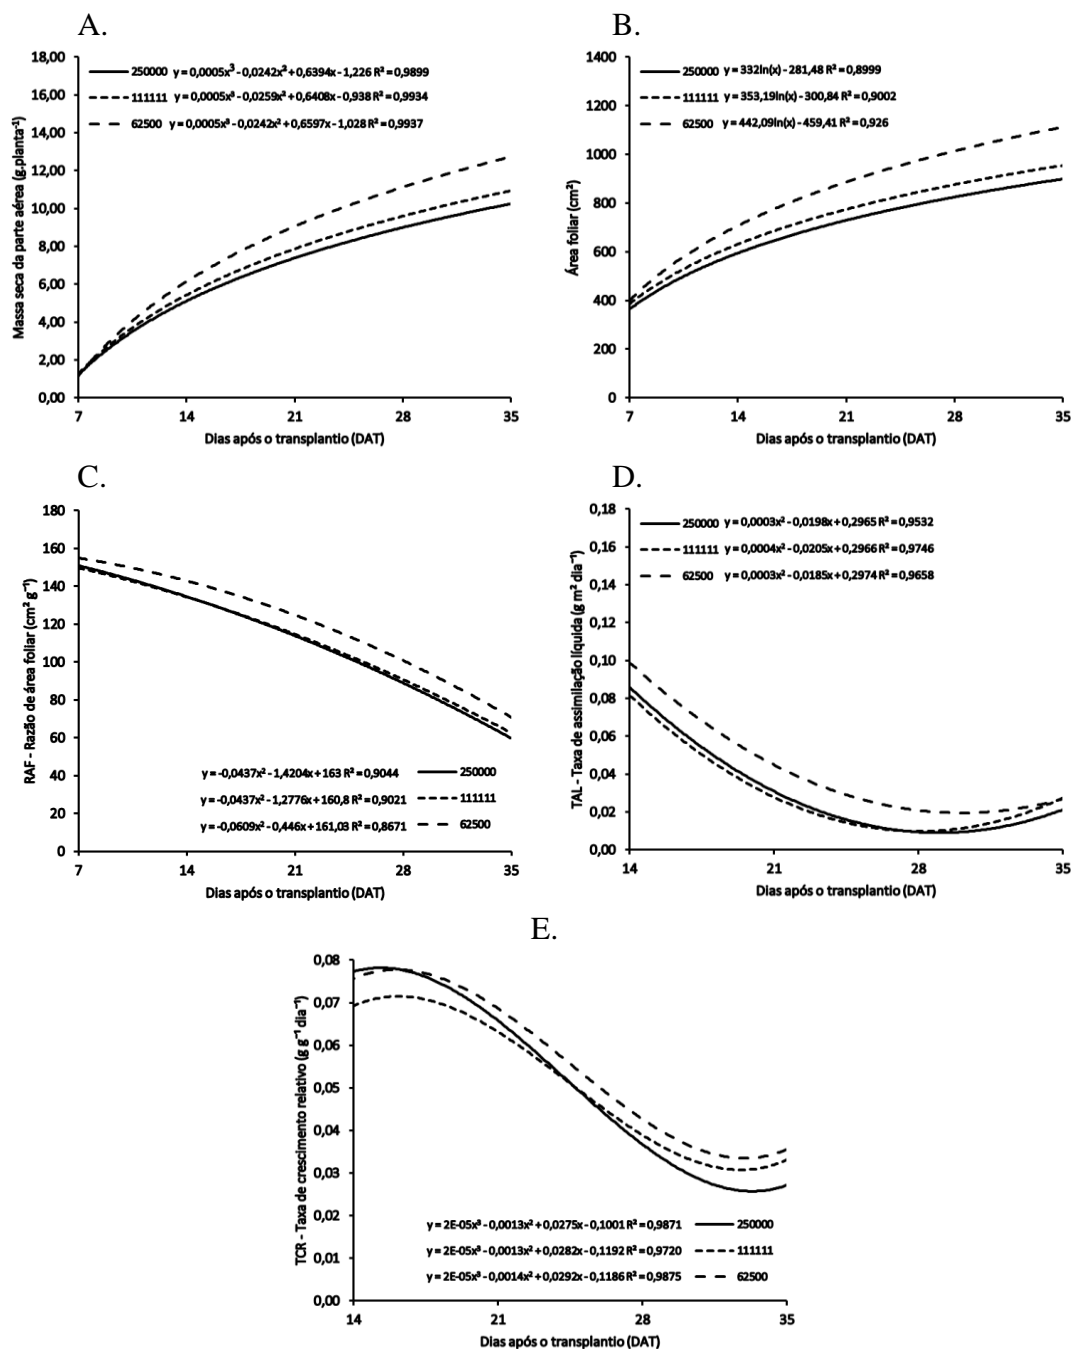 A.
Massa seca da parte aérea (g.planta⁻¹)
18,00
16,00
14,00
12,00
10,00
8,00
6,00
4,00
2,00
0,00
250000 y = 0,0005x³ - 0,0242x² + 0,6394x - 1,226 R² = 0,9899
111111 y = 0,0005x³ - 0,0259x² + 0,6408x - 0,938 R² = 0,9934
62500 y = 0,0005x³ - 0,0242x² + 0,6597x - 1,028 R² = 0,9937
7 14 21 28 35
Dias após o transplantio (DAT)
B.
Área foliar (cm²)
1400
1200
1000
800
600
400
200
0
250000 y = 332ln(x) - 281,48 R² = 0,8999
111111 y = 353,19ln(x) - 300,84 R² = 0,9002
62500 y = 442,09ln(x) - 459,41 R² = 0,926
7 14 21 28 35
Dias após o transplantio (DAT)
C.
RAF - Razão de área foliar (cm² g⁻¹)
180
160
140
120
100
80
60
40
20
0
y = -0,0437x² - 1,4204x + 163 R² = 0,9044 250000
y = -0,0437x² - 1,2776x + 160,8 R² = 0,9021 111111
y = -0,0609x² - 0,446x + 161,03 R² = 0,8671 62500
7 14 21 28 35
Dias após o transplantio (DAT)
D.
TAL - Taxa de assimilação líquida (g m² dia⁻¹)
0,18
0,16
0,14
0,12
0,10
0,08
0,06
0,04
0,02
0,00
250000 y = 0,0003x² - 0,0198x + 0,2965 R² = 0,9532
111111 y = 0,0004x² - 0,0205x + 0,2966 R² = 0,9746
62500 y = 0,0003x² - 0,0185x + 0,2974 R² = 0,9658
14 21 28 35
Dias após o transplantio (DAT)
E.
TCR - Taxa de crescimento relativo (g g⁻¹ dia⁻¹)
0,08
0,07
0,06
0,05
0,04
0,03
0,02
0,01
0,00
y = 2E-05x³ - 0,0013x² + 0,0275x - 0,1001 R² = 0,9871 250000
y = 2E-05x³ - 0,0013x² + 0,0282x - 0,1192 R² = 0,9720 111111
y = 2E-05x³ - 0,0014x² + 0,0292x - 0,1186 R² = 0,9875 62500
14 21 28 35
Dias após o transplantio (DAT)